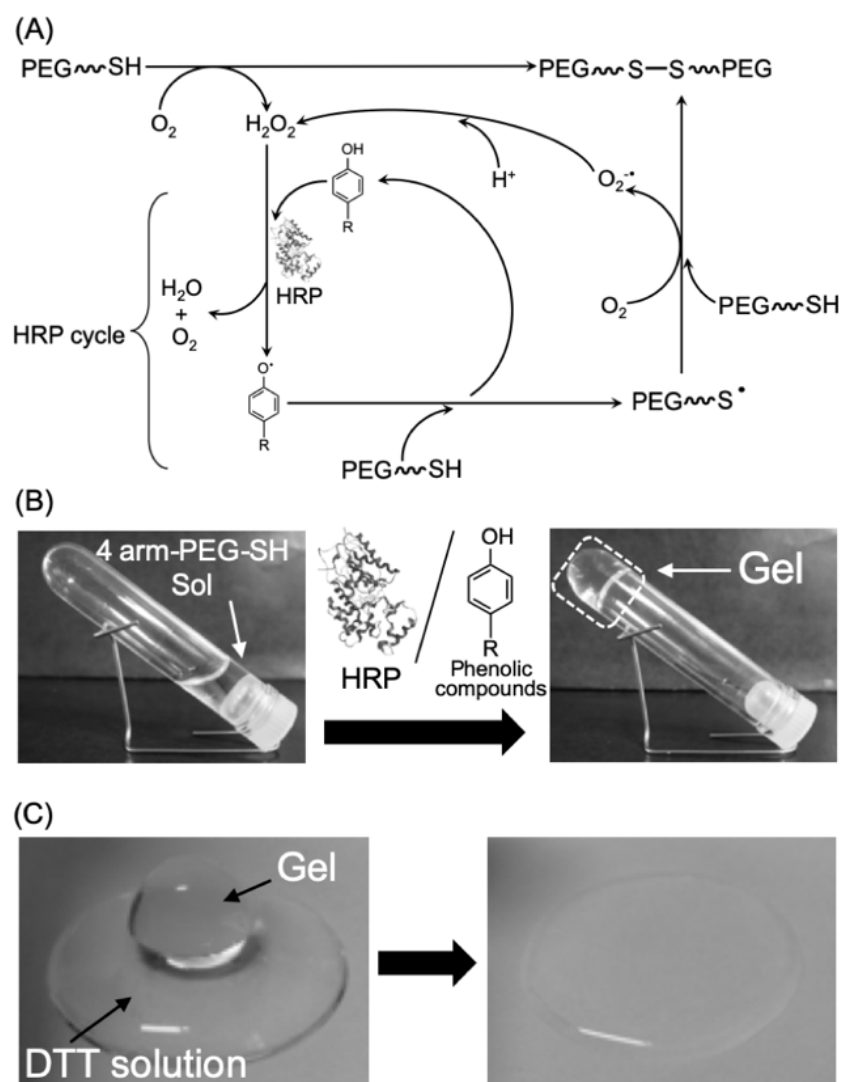 (A)
PEG SH
PEG S–S PEG
O₂
H₂O₂
OH
R
H⁺
O₂⁻•
HRP
H₂O
+
O₂
HRP cycle
O₂
PEG SH
O•
R
PEG S•
PEG SH
(B)
4 arm-PEG-SH
Sol
HRP
OH
R
Phenolic
compounds
Gel
(C)
Gel
DTT solution